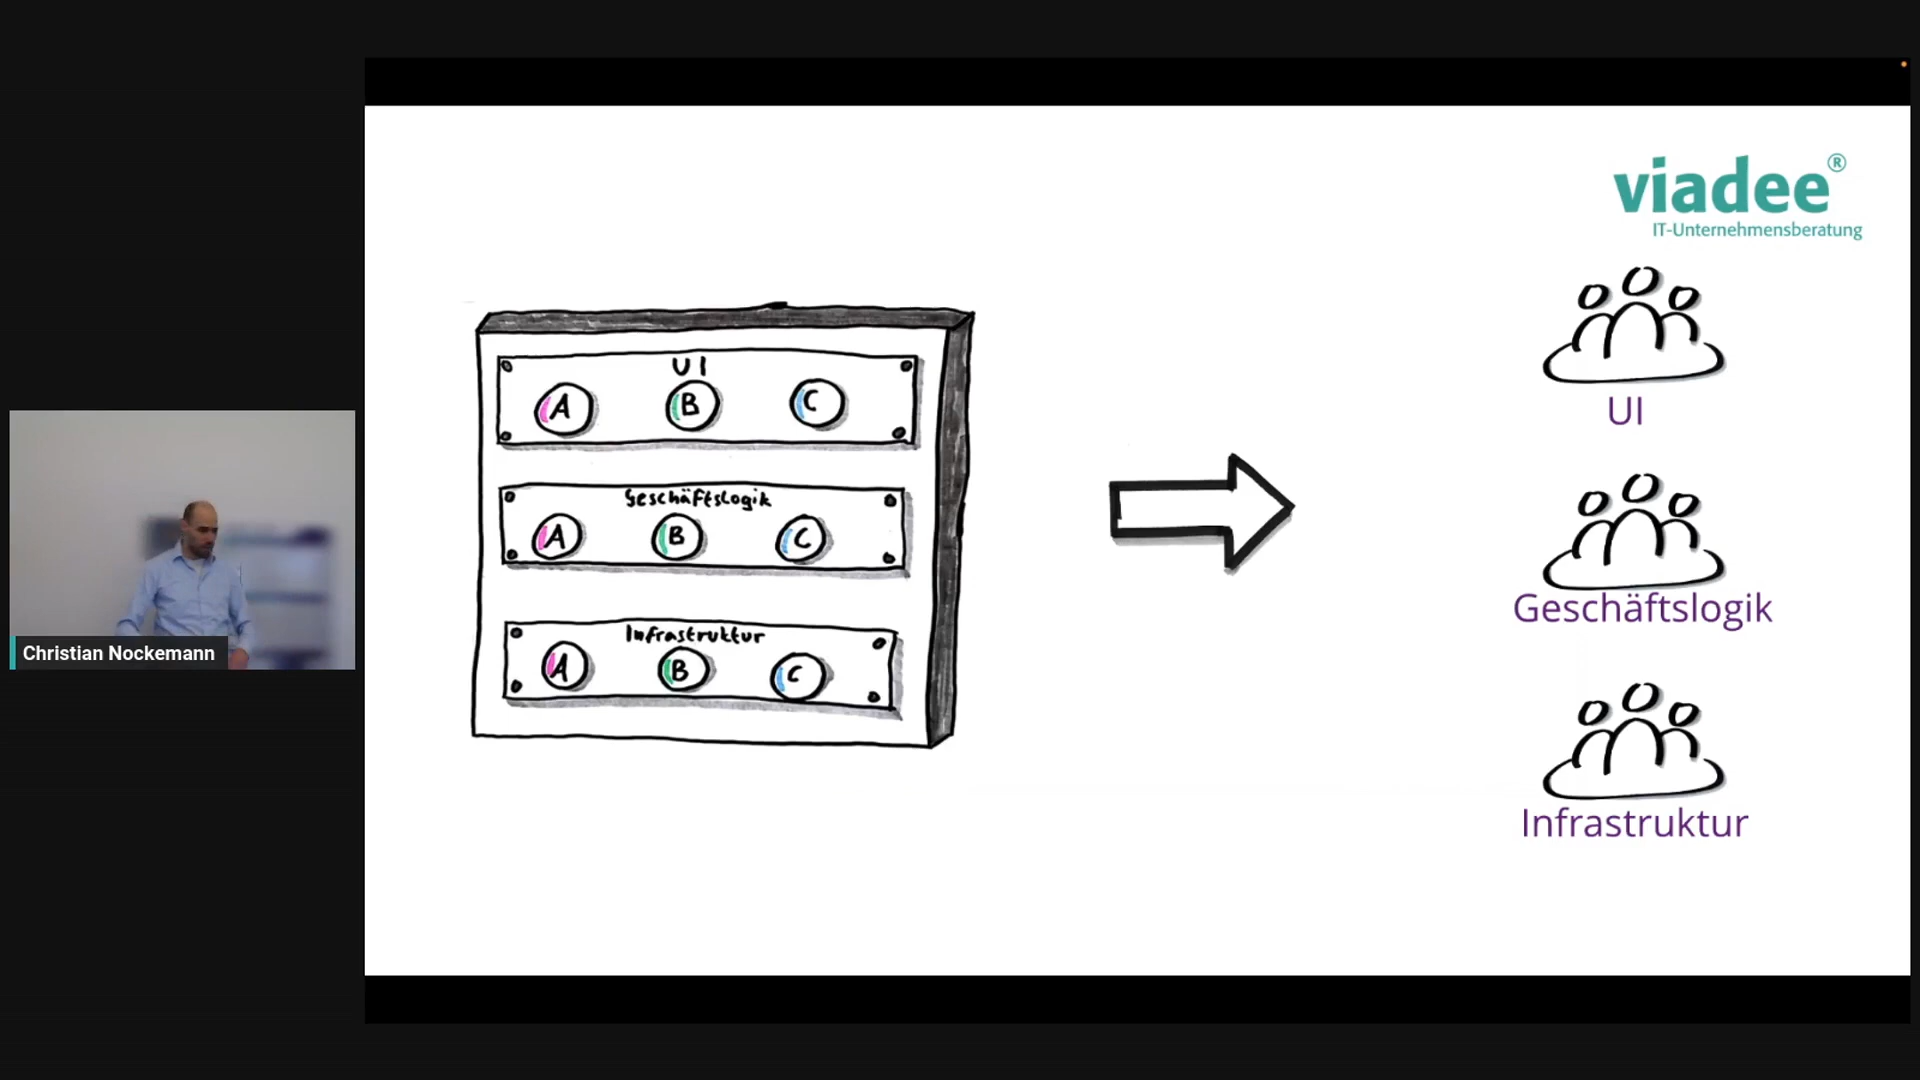 viadee®
IT-Unternehmensberatung
UI
A B C
Geschäftslogik
A B C
Infrastruktur
A B C
UI
Geschäftslogik
Infrastruktur
Christian Nockemann